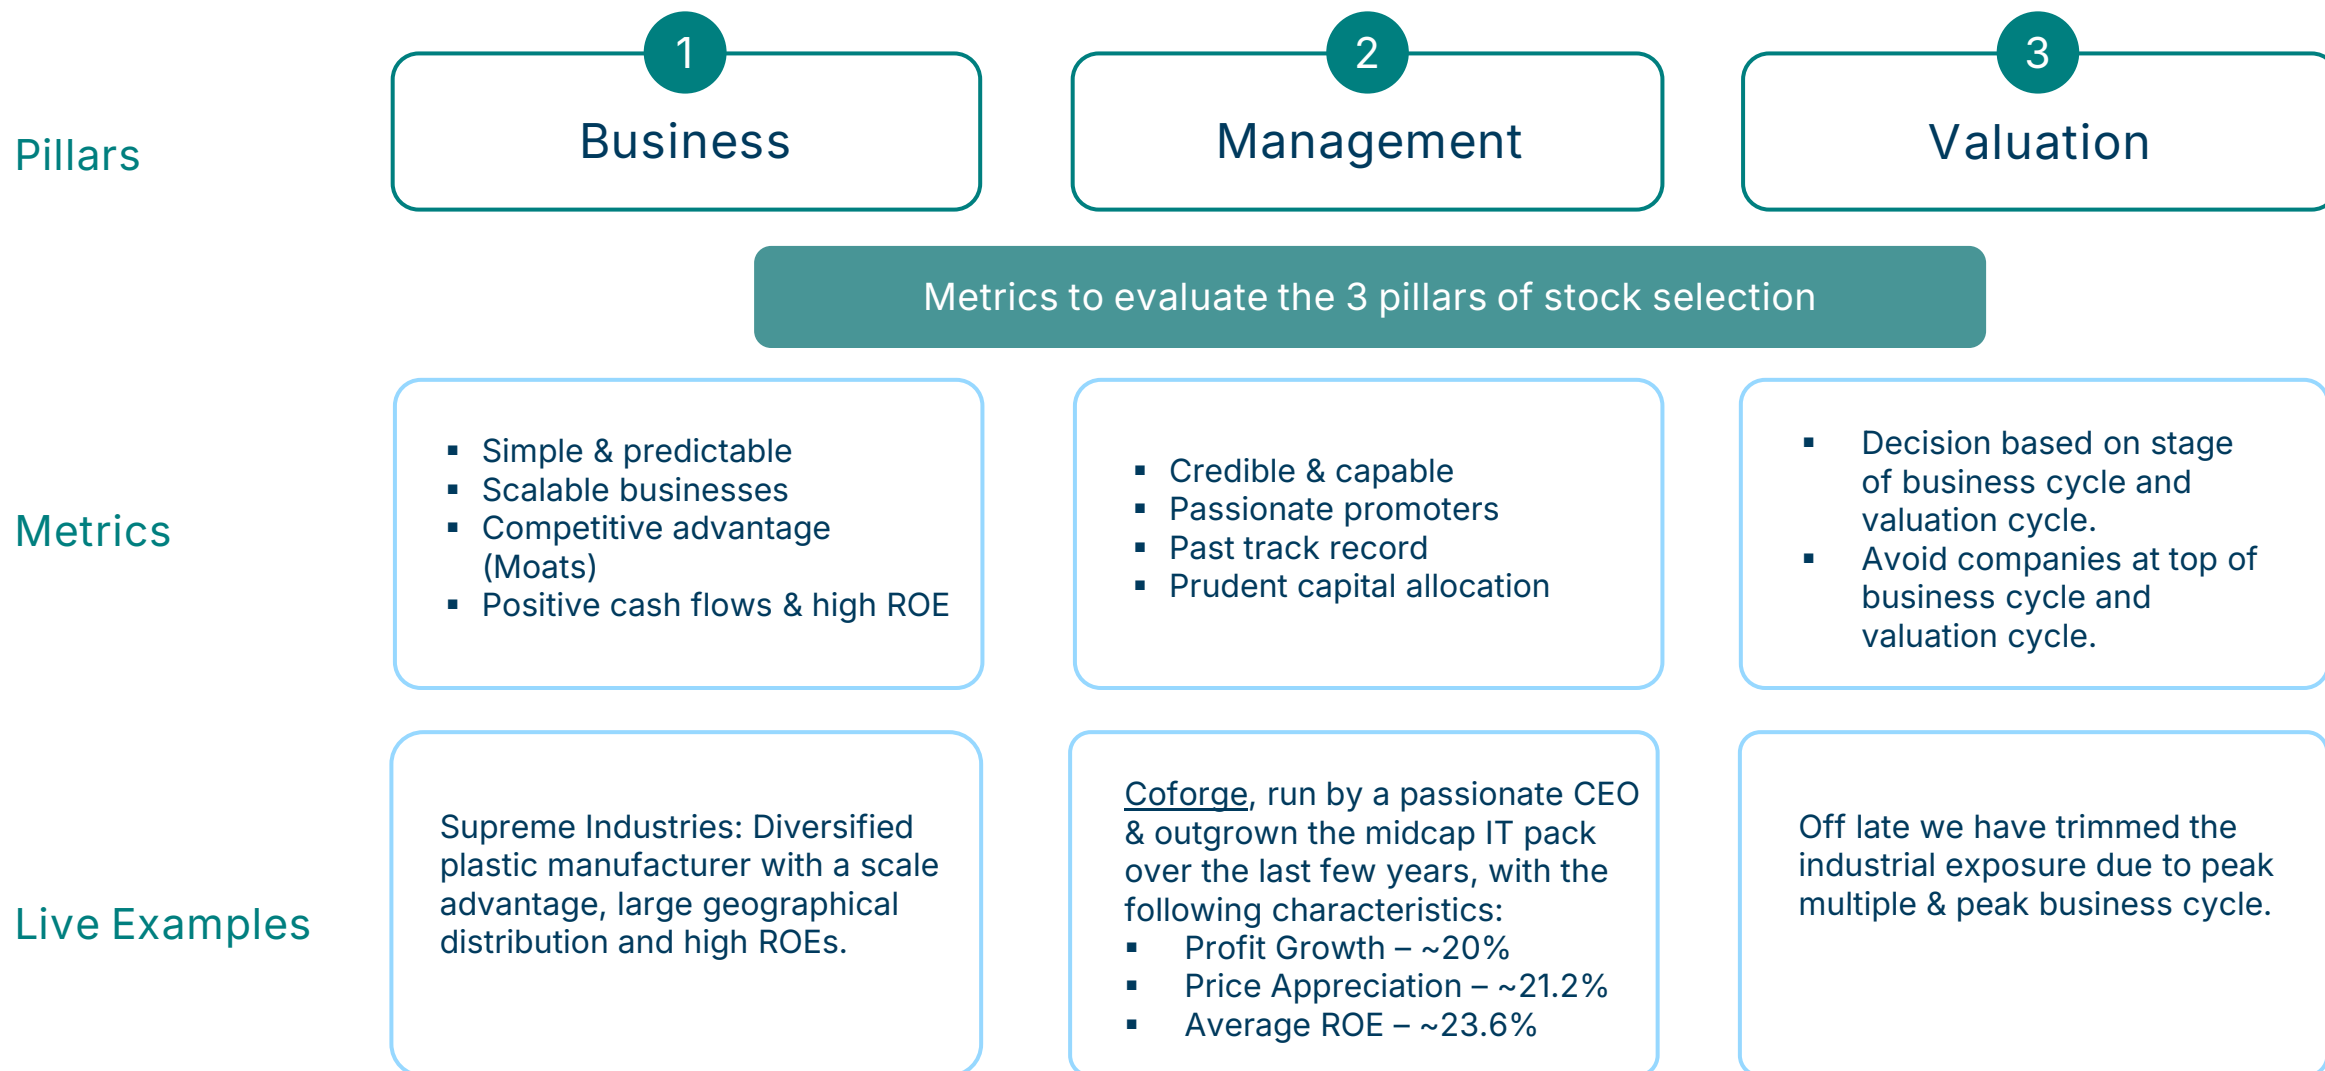 1
2
3
Pillars
Business
Management
Valuation
Metrics to evaluate the 3 pillars of stock selection
Metrics
▪ Simple & predictable
▪ Scalable businesses
▪ Competitive advantage
(Moats)
▪ Positive cash flows & high ROE
▪ Credible & capable
▪ Passionate promoters
▪ Past track record
▪ Prudent capital allocation
▪ Decision based on stage
of business cycle and
valuation cycle.
▪ Avoid companies at top of
business cycle and
valuation cycle.
Live Examples
Supreme Industries: Diversified
plastic manufacturer with a scale
advantage, large geographical
distribution and high ROEs.
Coforge, run by a passionate CEO
& outgrown the midcap IT pack
over the last few years, with the
following characteristics:
▪ Profit Growth – ~20%
▪ Price Appreciation – ~21.2%
▪ Average ROE – ~23.6%
Off late we have trimmed the
industrial exposure due to peak
multiple & peak business cycle.